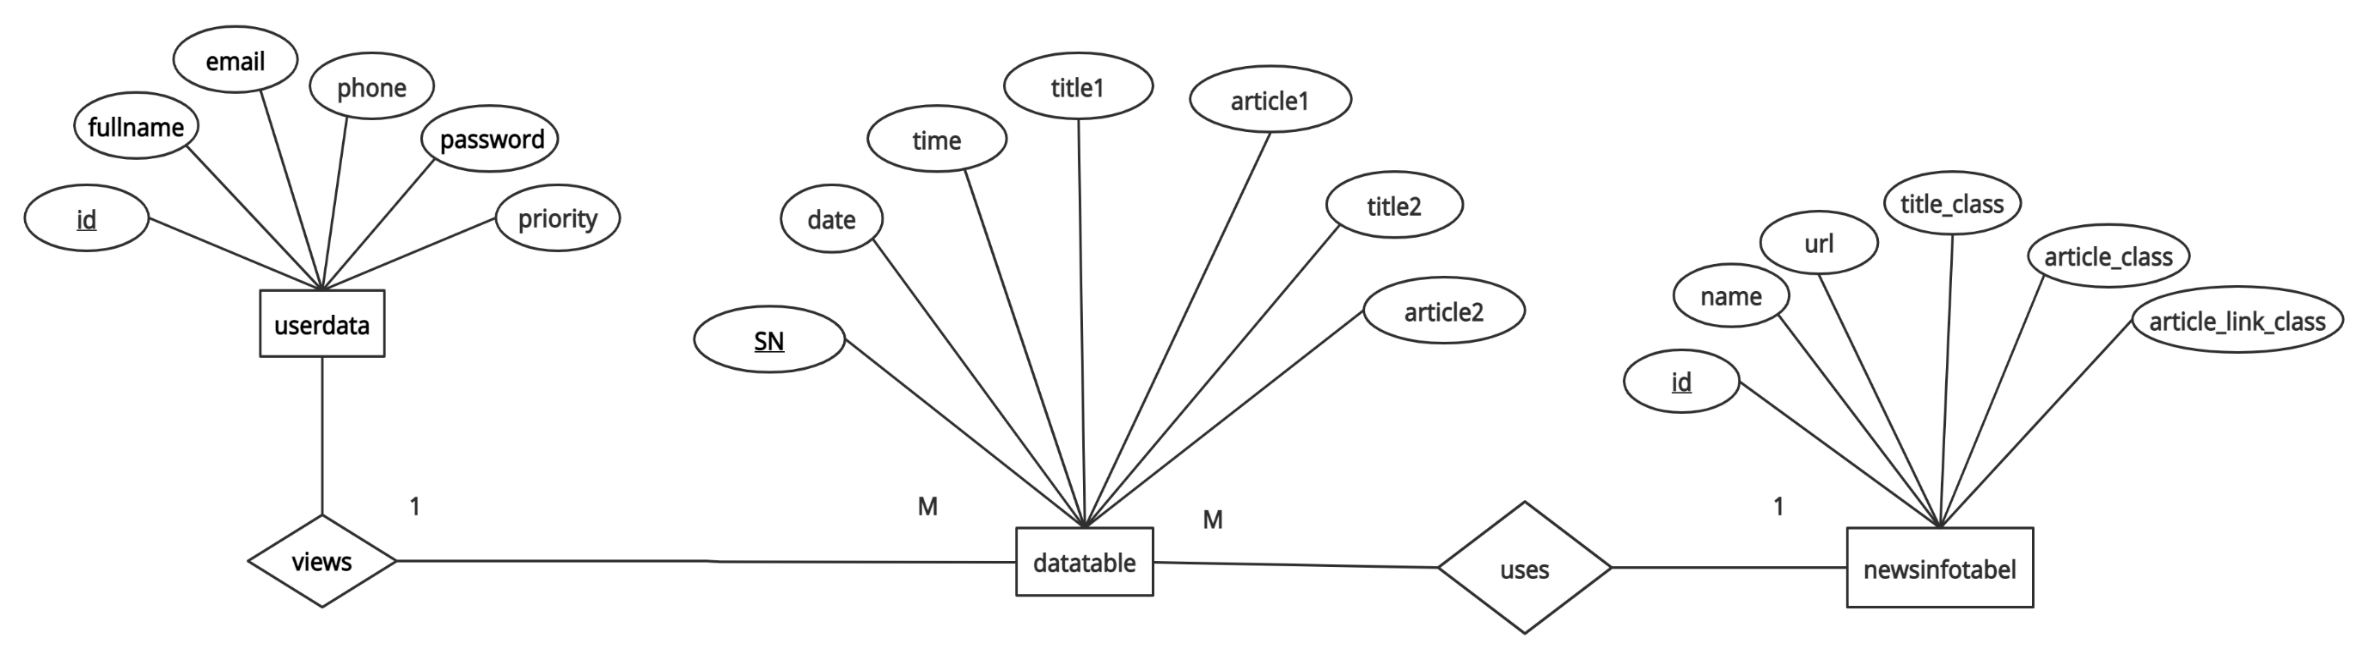 email
phone
fullname
password
id
priority
userdata
views
1
title1
article1
time
title2
date
article2
SN
M
datatable
M
uses
1
title_class
url
article_class
name
article_link_class
id
newsinfotabel